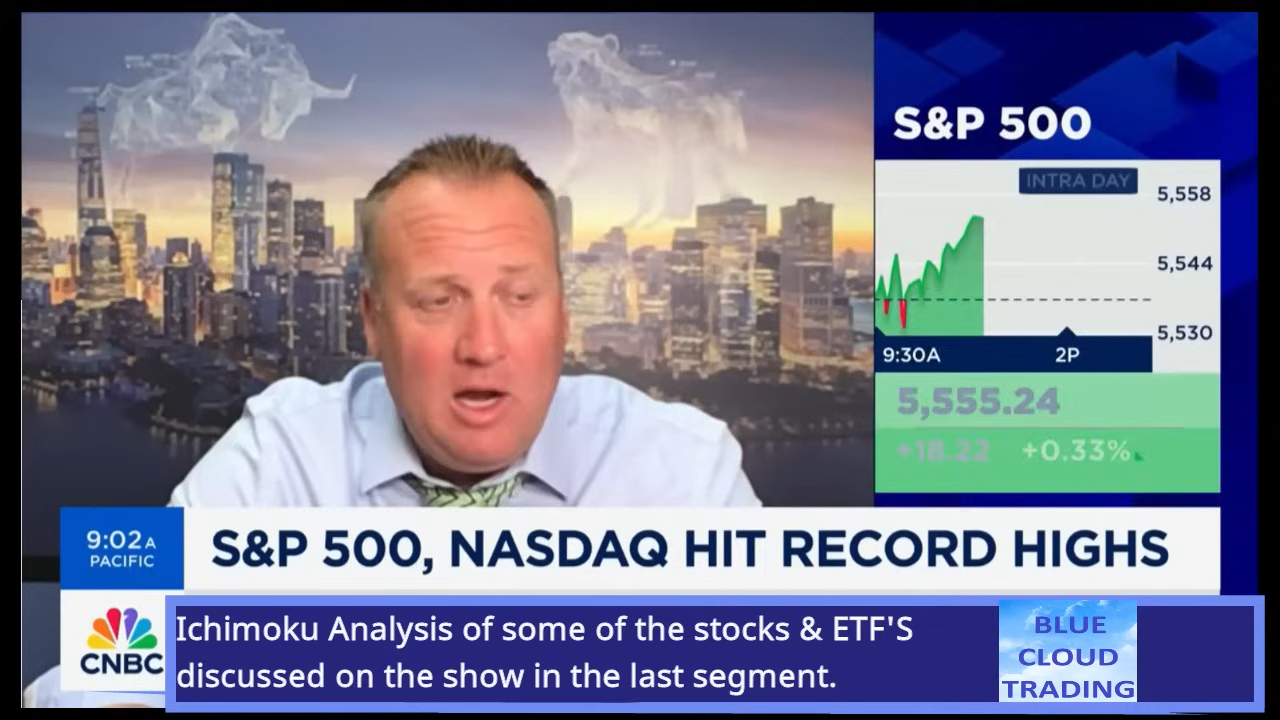 S&P 500
INTRA DAY
5,558
5,544
5,530
9:30A 2P
5,555.24
+18.22 +0.33%
9:02A
PACIFIC
S&P 500, NASDAQ HIT RECORD HIGHS
CNBC
Ichimoku Analysis of some of the stocks & ETF'S
discussed on the show in the last segment.
BLUE
CLOUD
TRADING